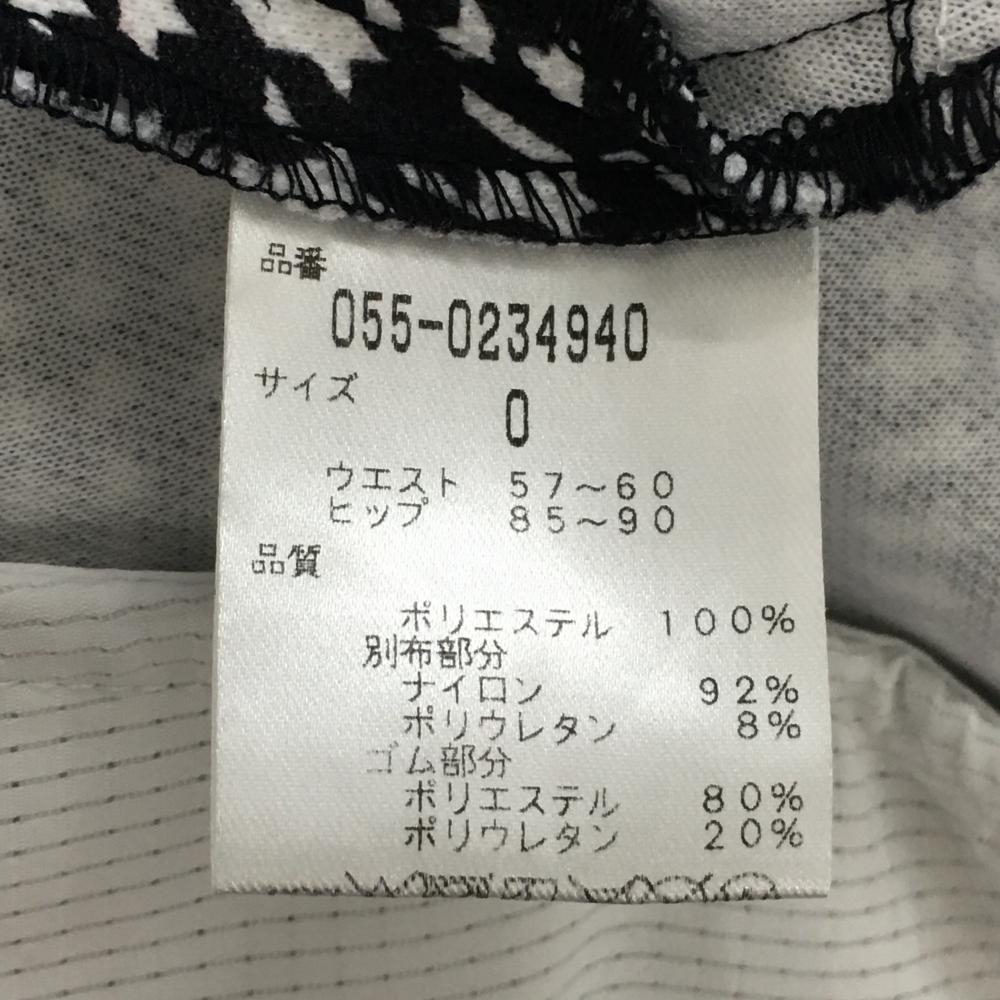 品番
055-0234940
サイズ
0
ウエスト 57~60
ヒップ 85~90
品質
ポリエステル 100%
別布部分
ナイロン 92%
ポリウレタン 8%
ゴム部分
ポリエステル 80%
ポリウレタン 20%